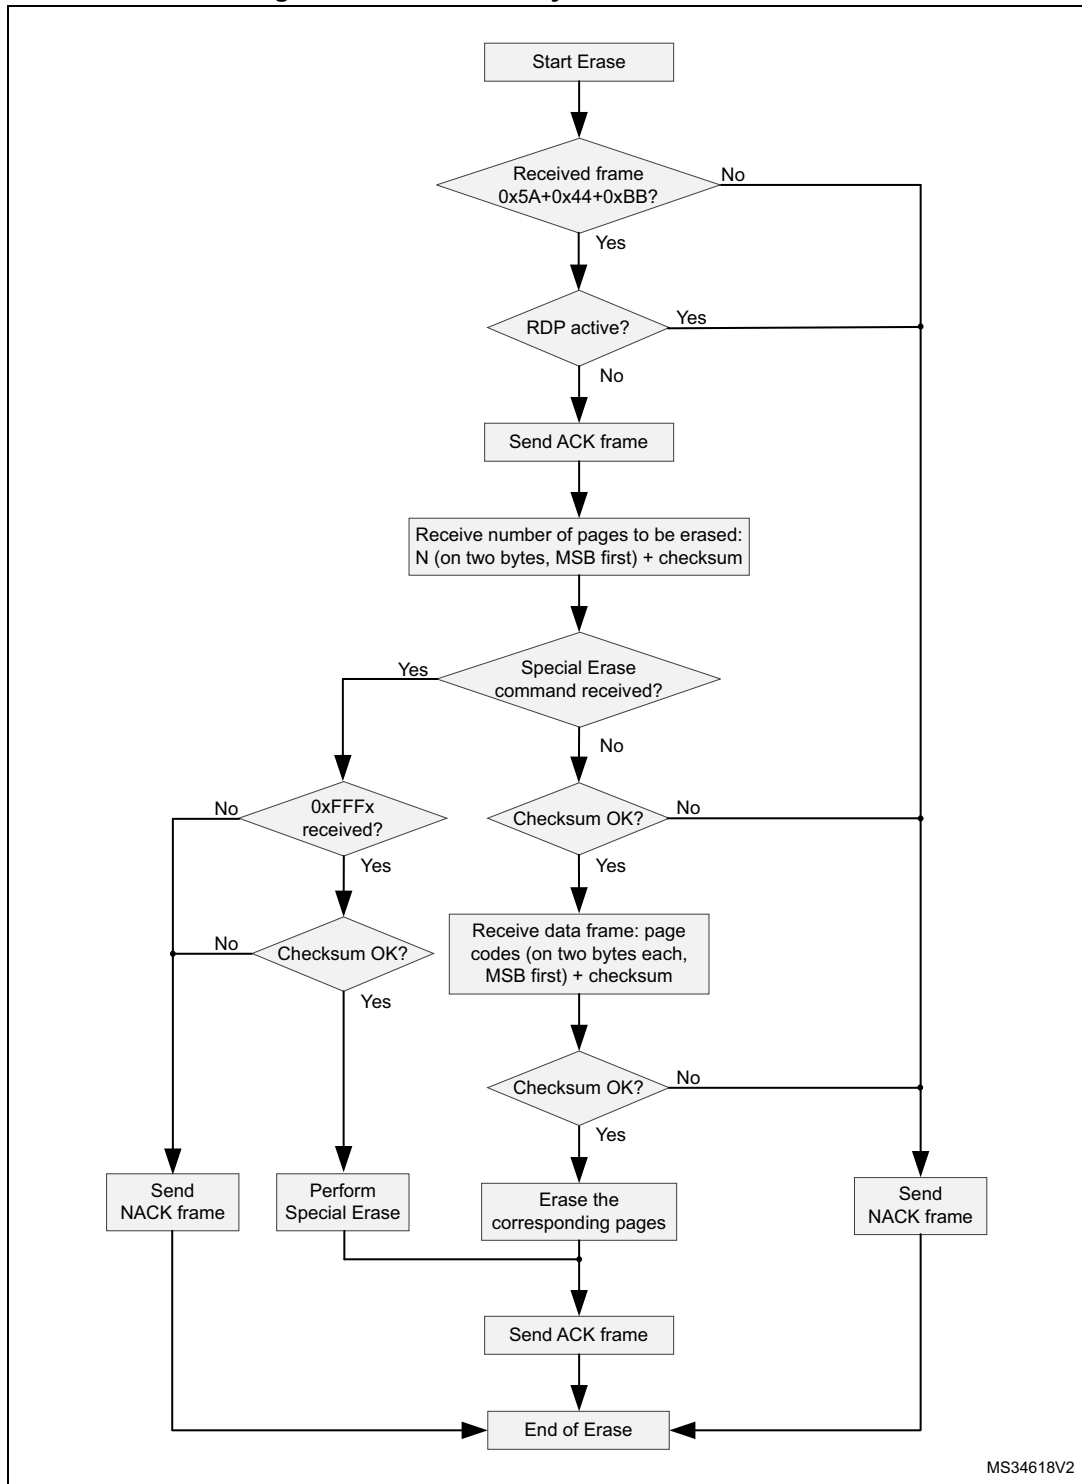 Start Erase
Received frame
0x5A+0x44+0xBB?
No
Yes
RDP active?
Yes
No
Send ACK frame
Receive number of pages to be erased:
N (on two bytes, MSB first) + checksum
Yes
Special Erase
command received?
No
No
0xFFFx
received?
Yes
Checksum OK?
No
Yes
No
Checksum OK?
Yes
Receive data frame: page
codes (on two bytes each,
MSB first) + checksum
Checksum OK?
No
Yes
Send
NACK frame
Perform
Special Erase
Erase the
corresponding pages
Send
NACK frame
Send ACK frame
End of Erase
MS34618V2